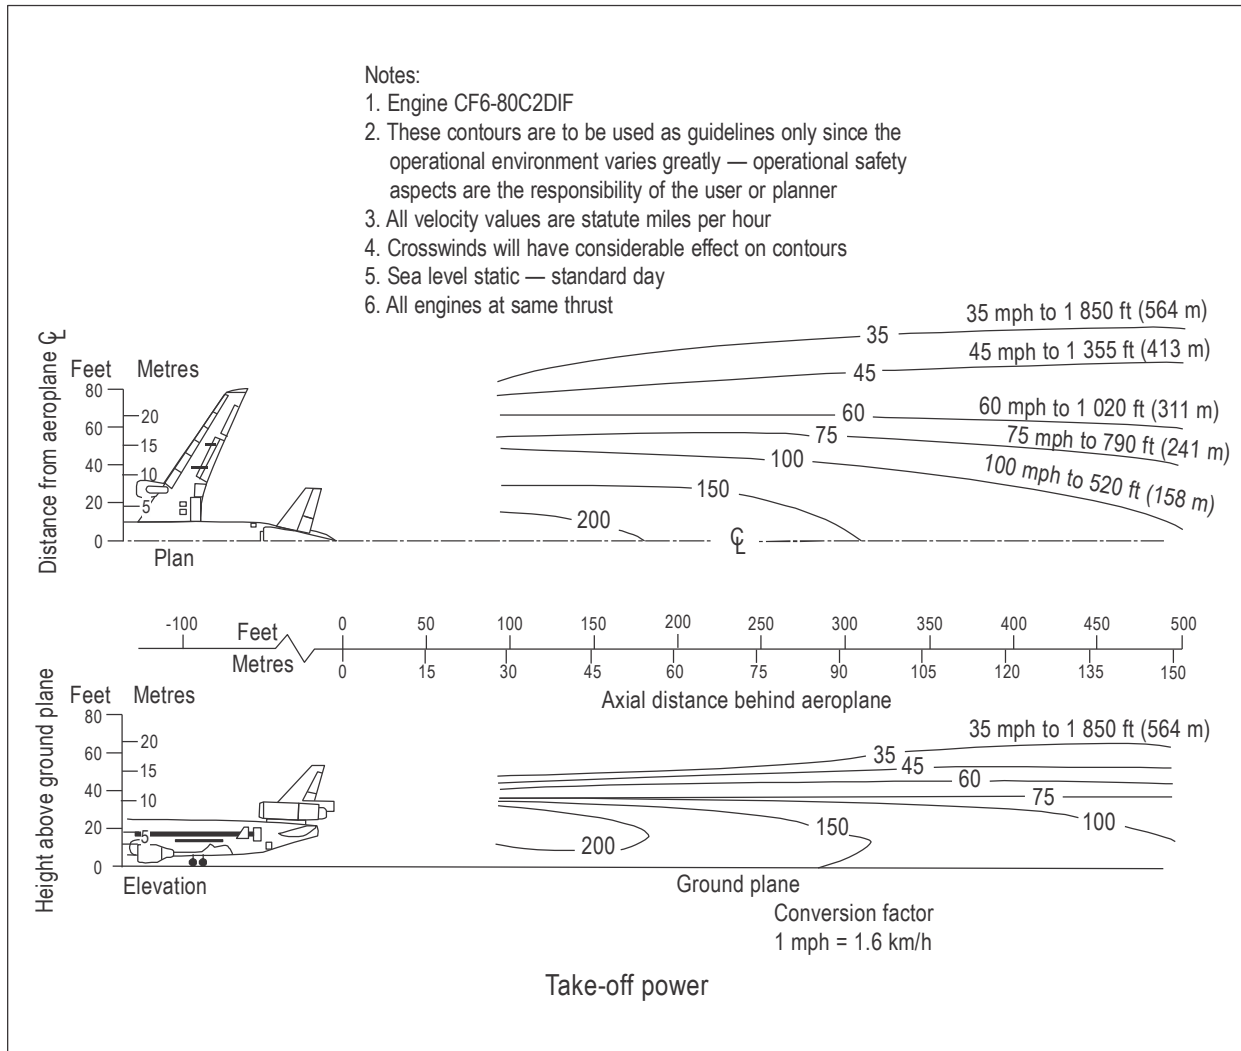 Notes:
1. Engine CF6-80C2DIF
2. These contours are to be used as guidelines only since the
operational environment varies greatly — operational safety
aspects are the responsibility of the user or planner
3. All velocity values are statute miles per hour
4. Crosswinds will have considerable effect on contours
5. Sea level static — standard day
6. All engines at same thrust
Distance from aeroplane ℄
Feet Metres
80
60
40
20
0
20
15
10
5
Plan
35
35 mph to 1 850 ft (564 m)
45
45 mph to 1 355 ft (413 m)
60
60 mph to 1 020 ft (311 m)
75
75 mph to 790 ft (241 m)
100
100 mph to 520 ft (158 m)
150
200
℄
-100 Feet 0 50 100 150 200 250 300 350 400 450 500
Metres 0 15 30 45 60 75 90 105 120 135 150
Axial distance behind aeroplane
Height above ground plane
Feet Metres
80
60
40
20
0
20
15
10
5
Elevation
35
35 mph to 1 850 ft (564 m)
45
60
75
100
150
200
Ground plane
Conversion factor
1 mph = 1.6 km/h
Take-off power